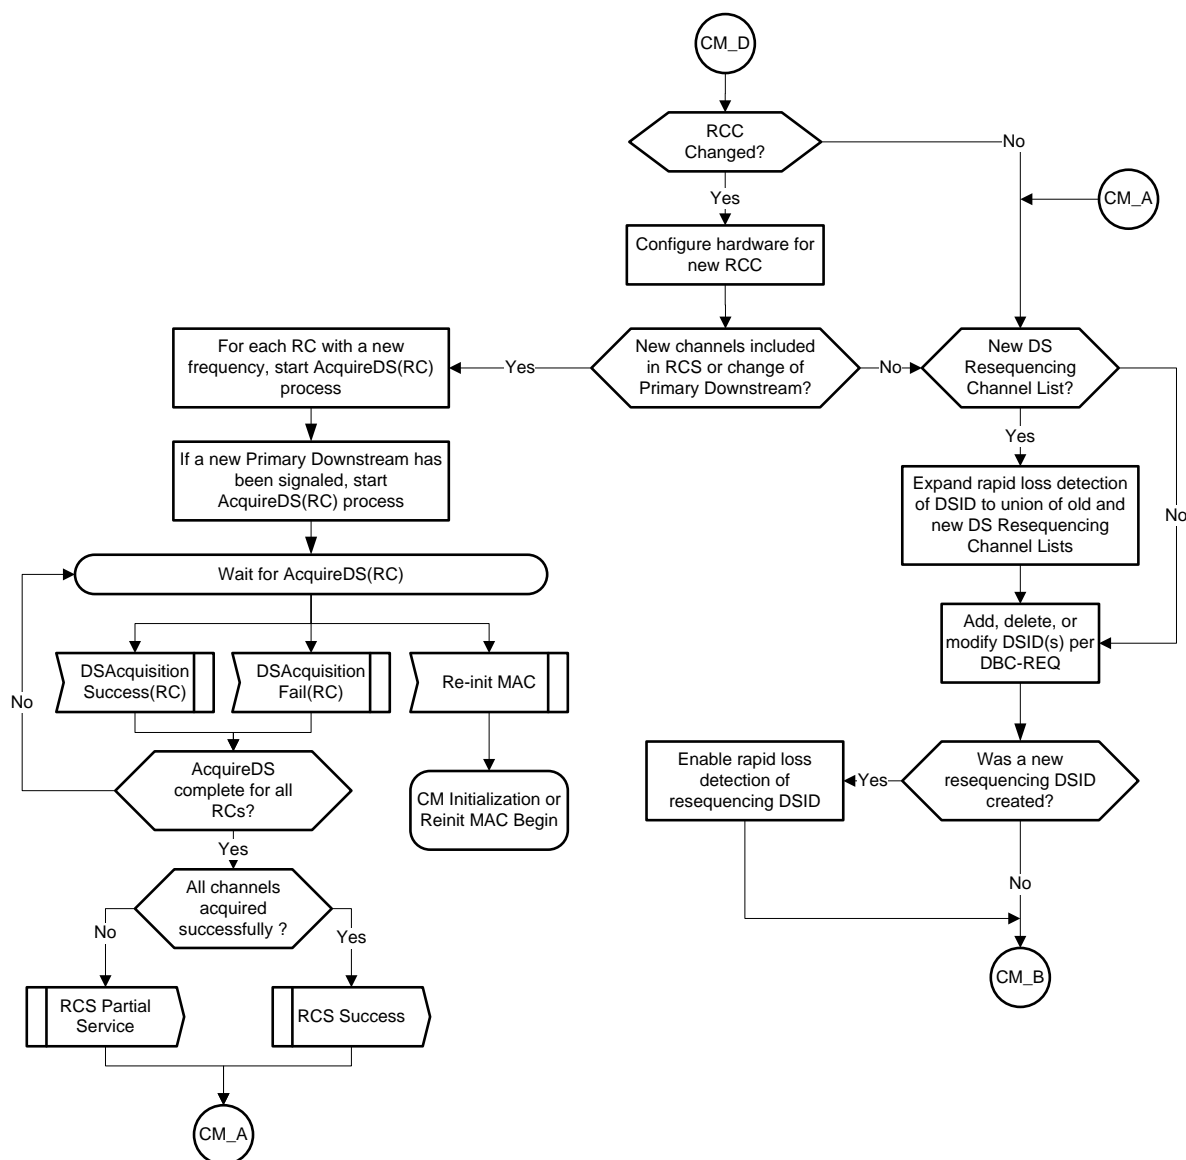 CM_D
RCC
Changed?
No
Yes
CM_A
Configure hardware for
new RCC
For each RC with a new
frequency, start AcquireDS(RC)
process
Yes
New channels included
in RCS or change of
Primary Downstream?
No
New DS
Resequencing
Channel List?
Yes
No
If a new Primary Downstream has
been signaled, start
AcquireDS(RC) process
Expand rapid loss detection
of DSID to union of old and
new DS Resequencing
Channel Lists
Wait for AcquireDS(RC)
Add, delete, or
modify DSID(s) per
DBC-REQ
DSAcquisition
Success(RC)
DSAcquisition
Fail(RC)
Re-init MAC
No
AcquireDS
complete for all
RCs?
CM Initialization or
Reinit MAC Begin
Enable rapid loss
detection of
resequencing DSID
Yes
Was a new
resequencing DSID
created?
Yes
No
All channels
acquired
successfully ?
No
Yes
RCS Partial
Service
RCS Success
CM_B
CM_A